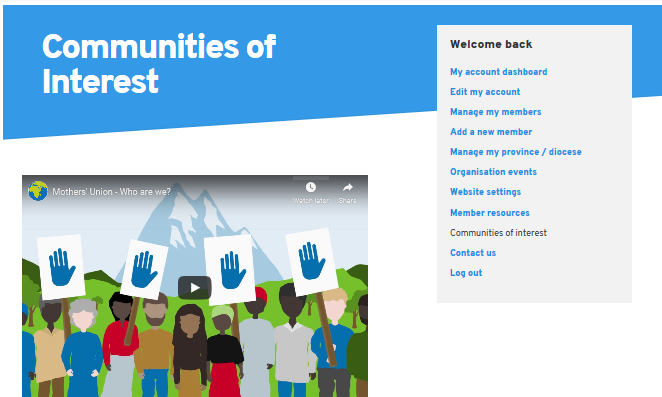 Communities of
Interest
Welcome back
My account dashboard
Edit my account
Manage my members
Add a new member
Manage my province / diocese
Organisation events
Website settings
Member resources
Communities of interest
Contact us
Log out
Mothers' Union - Who are we?
Watch later
Share